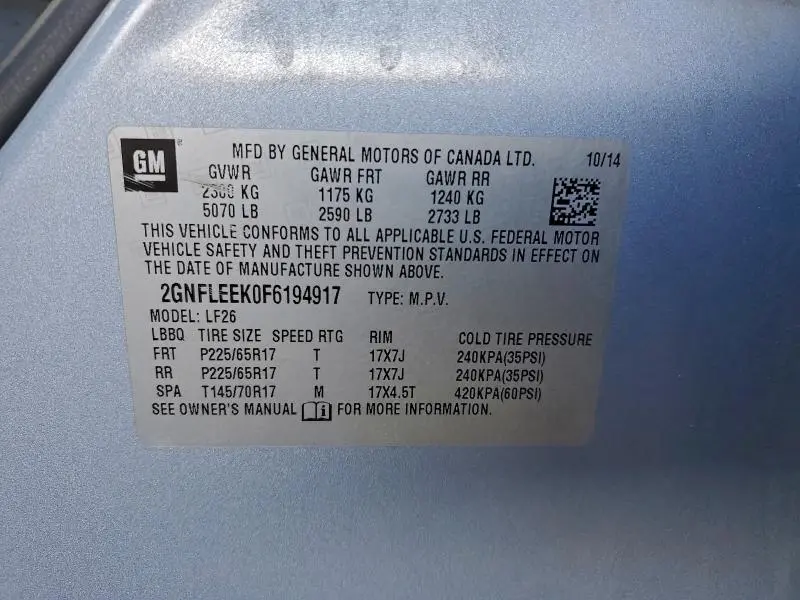 GM MFD BY GENERAL MOTORS OF CANADA LTD. 10/14
GVWR GAWR FRT GAWR RR
2300 KG 1175 KG 1240 KG
5070 LB 2590 LB 2733 LB
THIS VEHICLE CONFORMS TO ALL APPLICABLE U.S. FEDERAL MOTOR
VEHICLE SAFETY AND THEFT PREVENTION STANDARDS IN EFFECT ON
THE DATE OF MANUFACTURE SHOWN ABOVE.
2GNFLEEK0F6194917 TYPE: M.P.V.
MODEL: LF26
LBBQ TIRE SIZE SPEED RTG RIM COLD TIRE PRESSURE
FRT P225/65R17 T 17X7J 240KPA(35PSI)
RR P225/65R17 T 17X7J 240KPA(35PSI)
SPA T145/70R17 M 17X4.5T 420KPA(60PSI)
SEE OWNER'S MANUAL i FOR MORE INFORMATION.